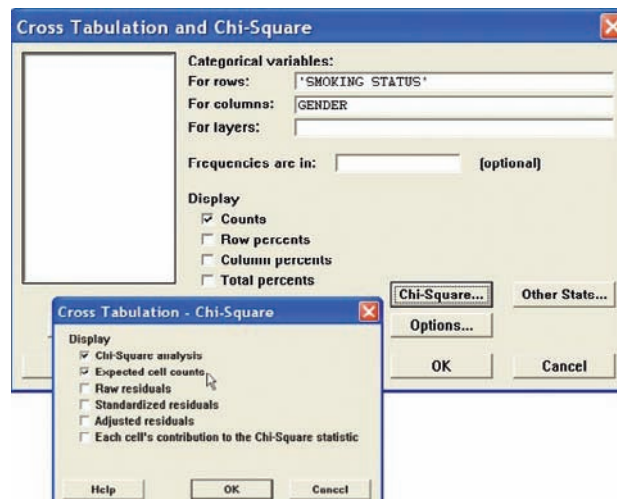 Cross Tabulation and Chi-Square
Categorical variables:
For rows: 'SMOKING STATUS'
For columns: GENDER
For layers:
Frequencies are in: (optional)
Display
Counts
Row percents
Column percents
Total percents
Chi-Square... Other Stats...
Options...
OK Cancel
Cross Tabulation - Chi-Square
Display
Chi-Square analysis
Expected cell counts
Raw residuals
Standardized residuals
Adjusted residuals
Each cell's contribution to the Chi-Square statistic
Help OK Cancel